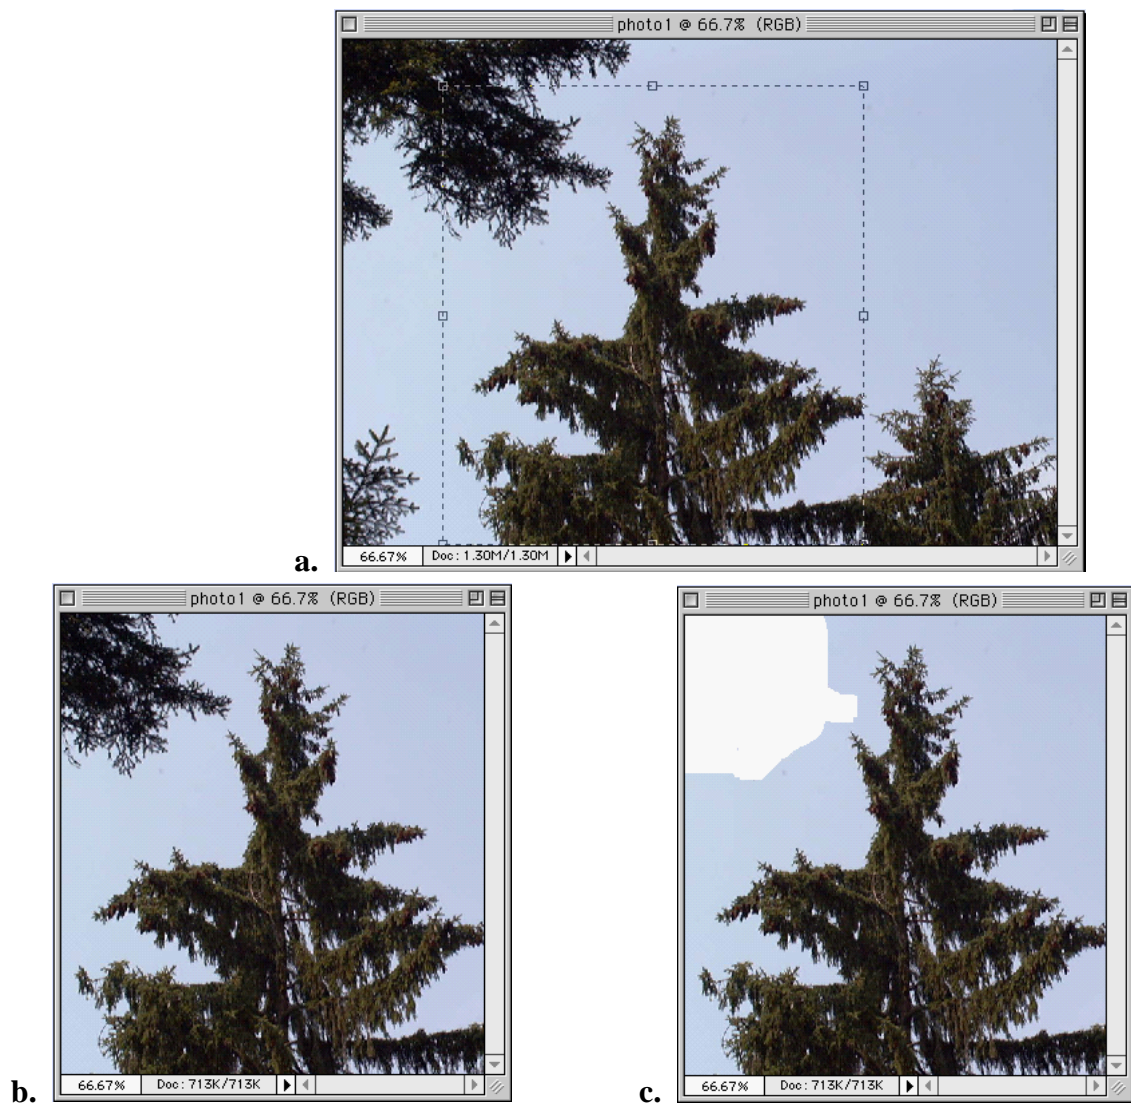 photo1 @ 66.7% (RGB)
a.
66.67% Doc: 1.30M/1.30M
photo1 @ 66.7% (RGB)
photo1 @ 66.7% (RGB)
b.
66.67% Doc: 713K/713K
c.
66.67% Doc: 713K/713K